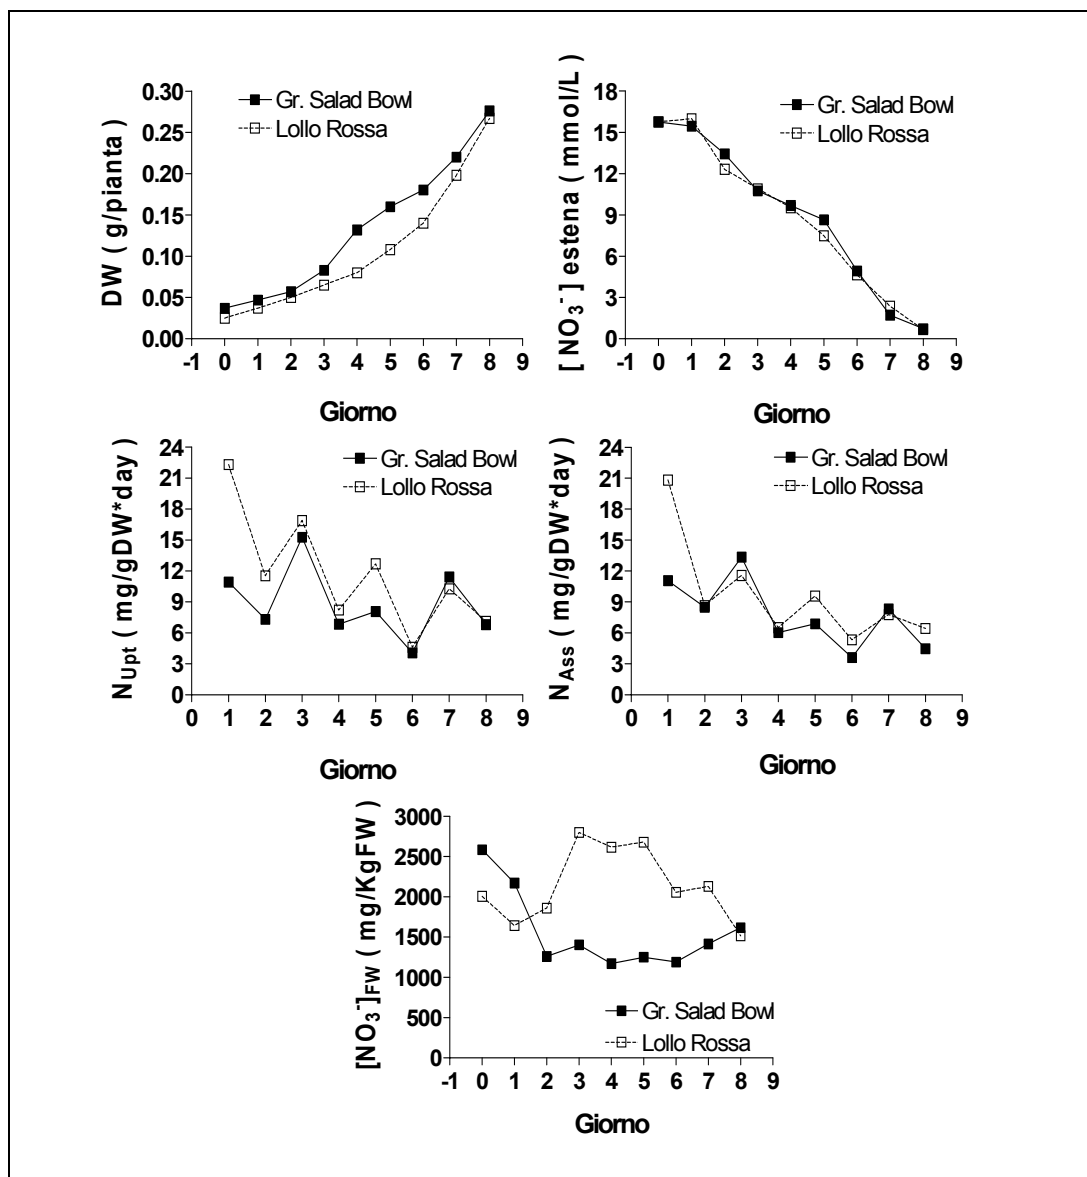 DW ( g/pianta )
0.30
0.25
0.20
0.15
0.10
0.05
0.00
Gr. Salad Bowl
Lollo Rossa
-1 0 1 2 3 4 5 6 7 8 9
Giorno
[ NO3- ] estena ( mmol/L )
18
15
12
9
6
3
0
Gr. Salad Bowl
Lollo Rossa
-1 0 1 2 3 4 5 6 7 8 9
Giorno
NUpt ( mg/gDW*day )
24
21
18
15
12
9
6
3
0
Gr. Salad Bowl
Lollo Rossa
0 1 2 3 4 5 6 7 8 9
Giorno
NAss ( mg/gDW*day )
24
21
18
15
12
9
6
3
0
Gr. Salad Bowl
Lollo Rossa
0 1 2 3 4 5 6 7 8 9
Giorno
[NO3-]FW ( mg/KgFW )
3000
2500
2000
1500
1000
500
0
Gr. Salad Bowl
Lollo Rossa
-1 0 1 2 3 4 5 6 7 8 9
Giorno